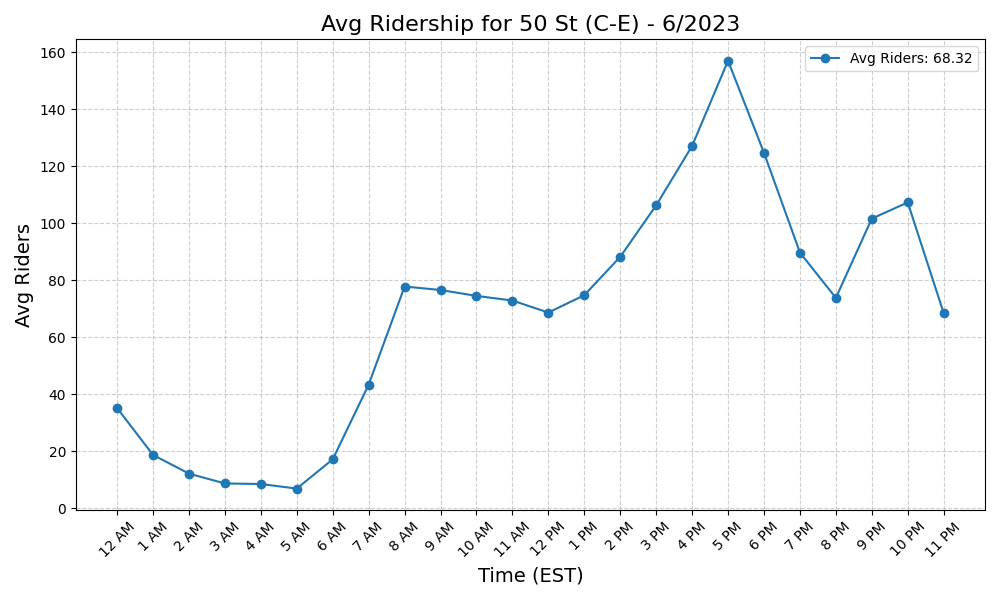 Avg Ridership for 50 St (C-E) - 6/2023
Avg Riders: 68.32
Avg Riders
160
140
120
100
80
60
40
20
0
12 AM
1 AM
2 AM
3 AM
4 AM
5 AM
6 AM
7 AM
8 AM
9 AM
10 AM
11 AM
12 PM
1 PM
2 PM
3 PM
4 PM
5 PM
6 PM
7 PM
8 PM
9 PM
10 PM
11 PM
Time (EST)